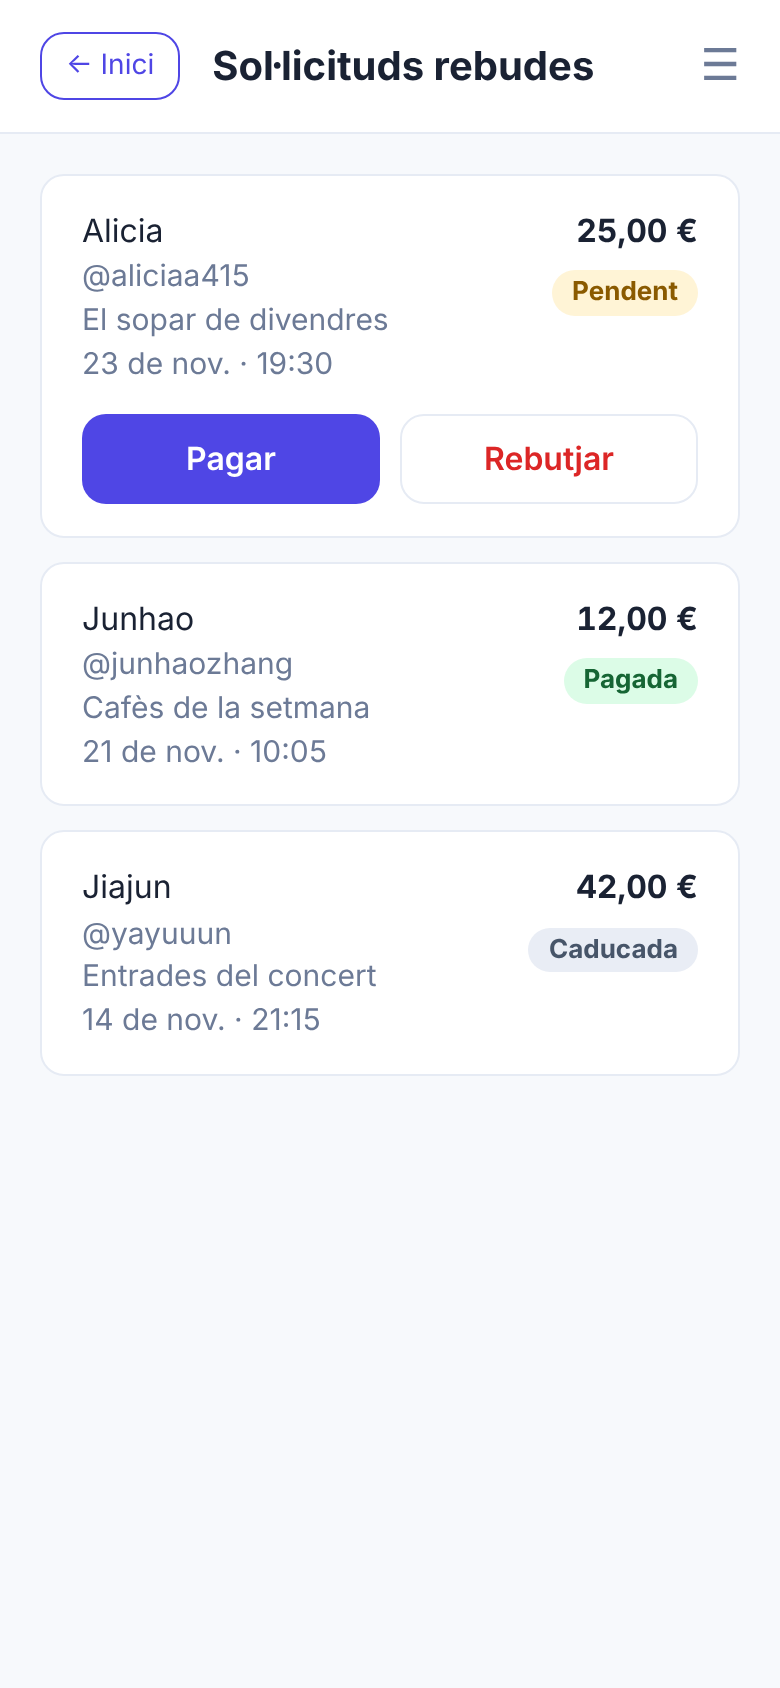 ← Inici
Sol·licituds rebudes
Alicia
25,00 €
@aliciaa415
Pendent
El sopar de divendres
23 de nov. · 19:30
Pagar
Rebutjar
Junhao
12,00 €
@junhaozhang
Pagada
Cafès de la setmana
21 de nov. · 10:05
Jiajun
42,00 €
@yayuuun
Caducada
Entrades del concert
14 de nov. · 21:15